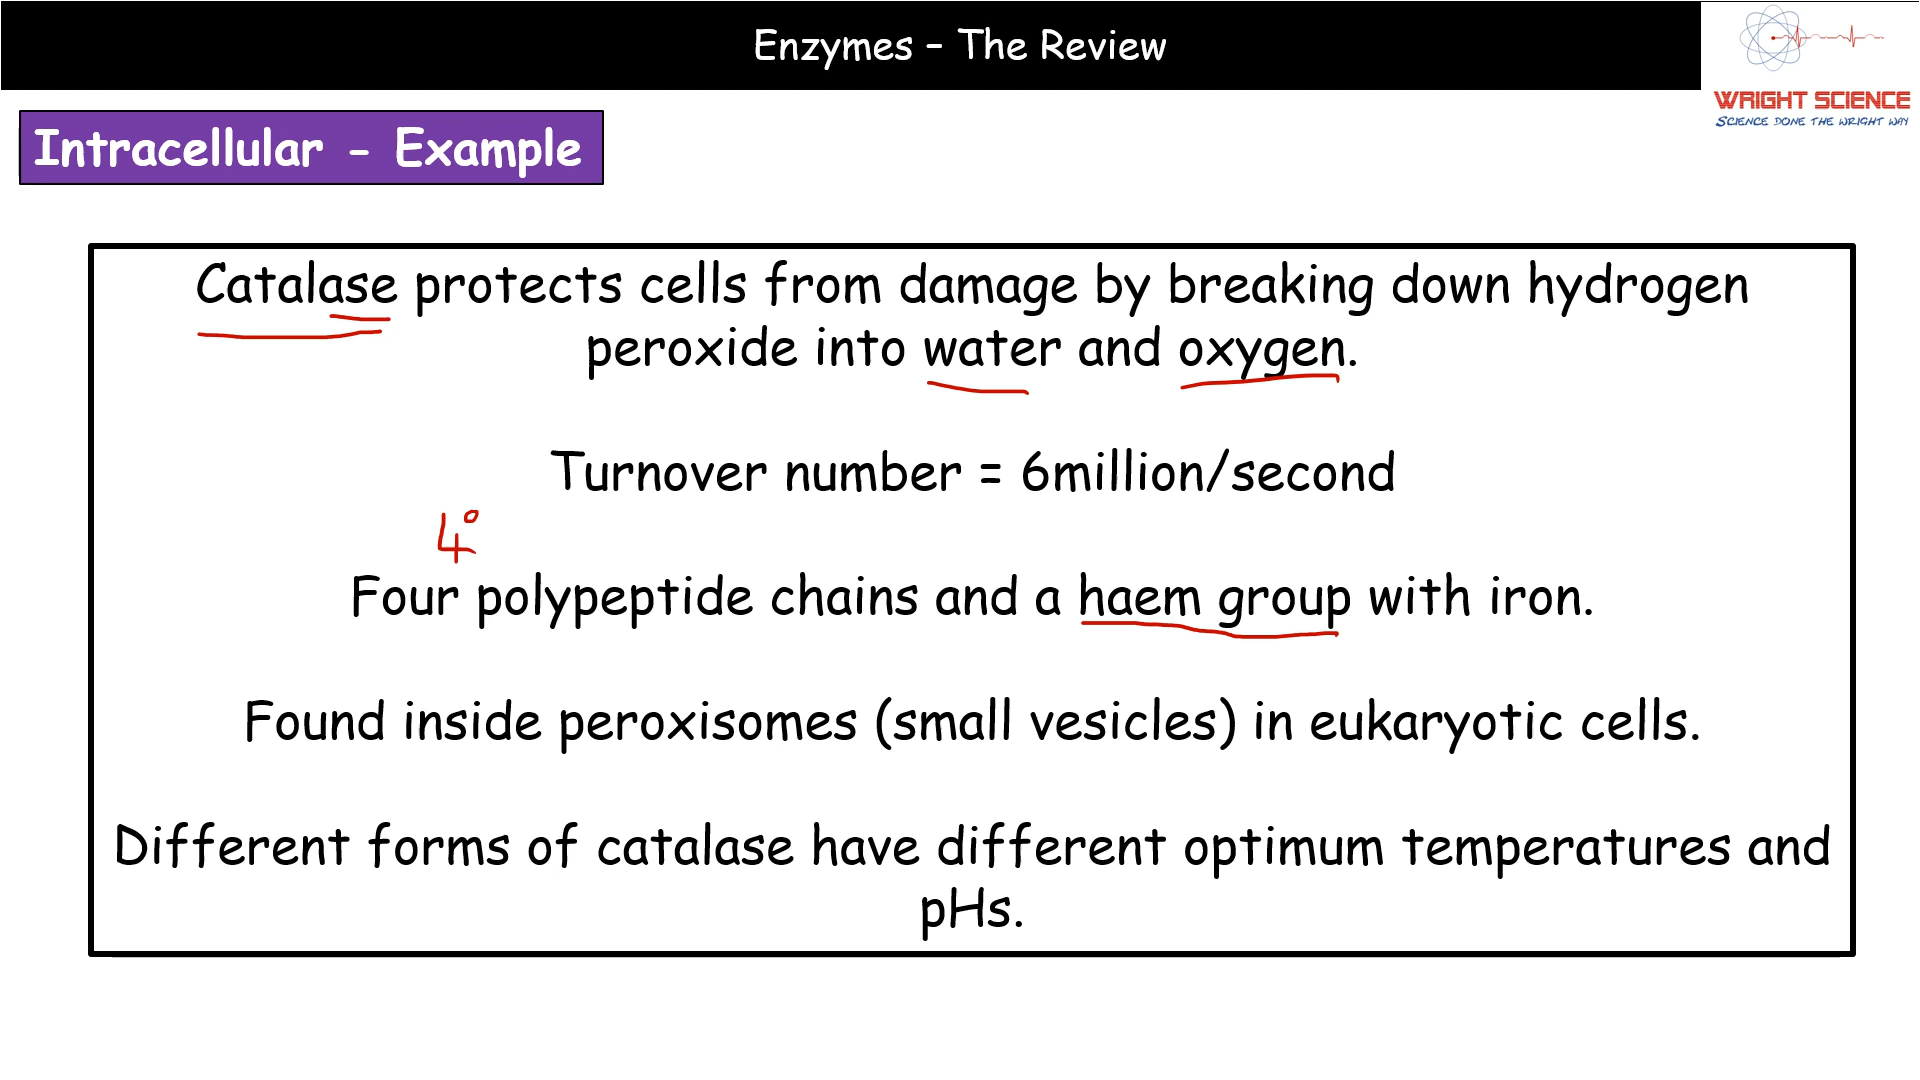 Enzymes – The Review
WRIGHT SCIENCE
SCIENCE DONE THE WRIGHT WAY
Intracellular - Example
Catalase protects cells from damage by breaking down hydrogen
peroxide into water and oxygen.
Turnover number = 6million/second
4°
Four polypeptide chains and a haem group with iron.
Found inside peroxisomes (small vesicles) in eukaryotic cells.
Different forms of catalase have different optimum temperatures and
pHs.